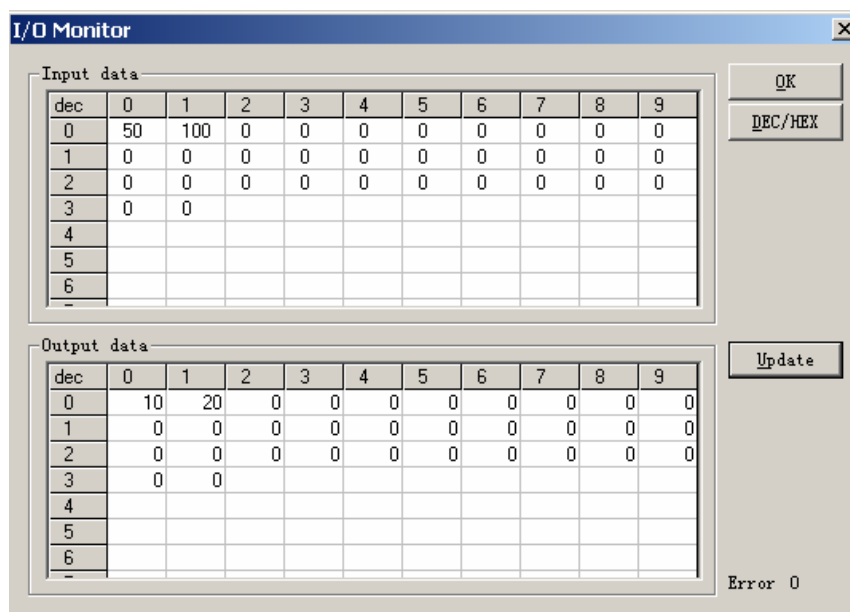 I/O Monitor
Input data
dec 0 1 2 3 4 5 6 7 8 9
0 50 100 0 0 0 0 0 0 0 0
1 0 0 0 0 0 0 0 0 0 0
2 0 0 0 0 0 0 0 0 0 0
3 0 0
4
5
6
OK
DEC/HEX
Output data
dec 0 1 2 3 4 5 6 7 8 9
0 10 20 0 0 0 0 0 0 0 0
1 0 0 0 0 0 0 0 0 0 0
2 0 0 0 0 0 0 0 0 0 0
3 0 0
4
5
6
Update
Error 0